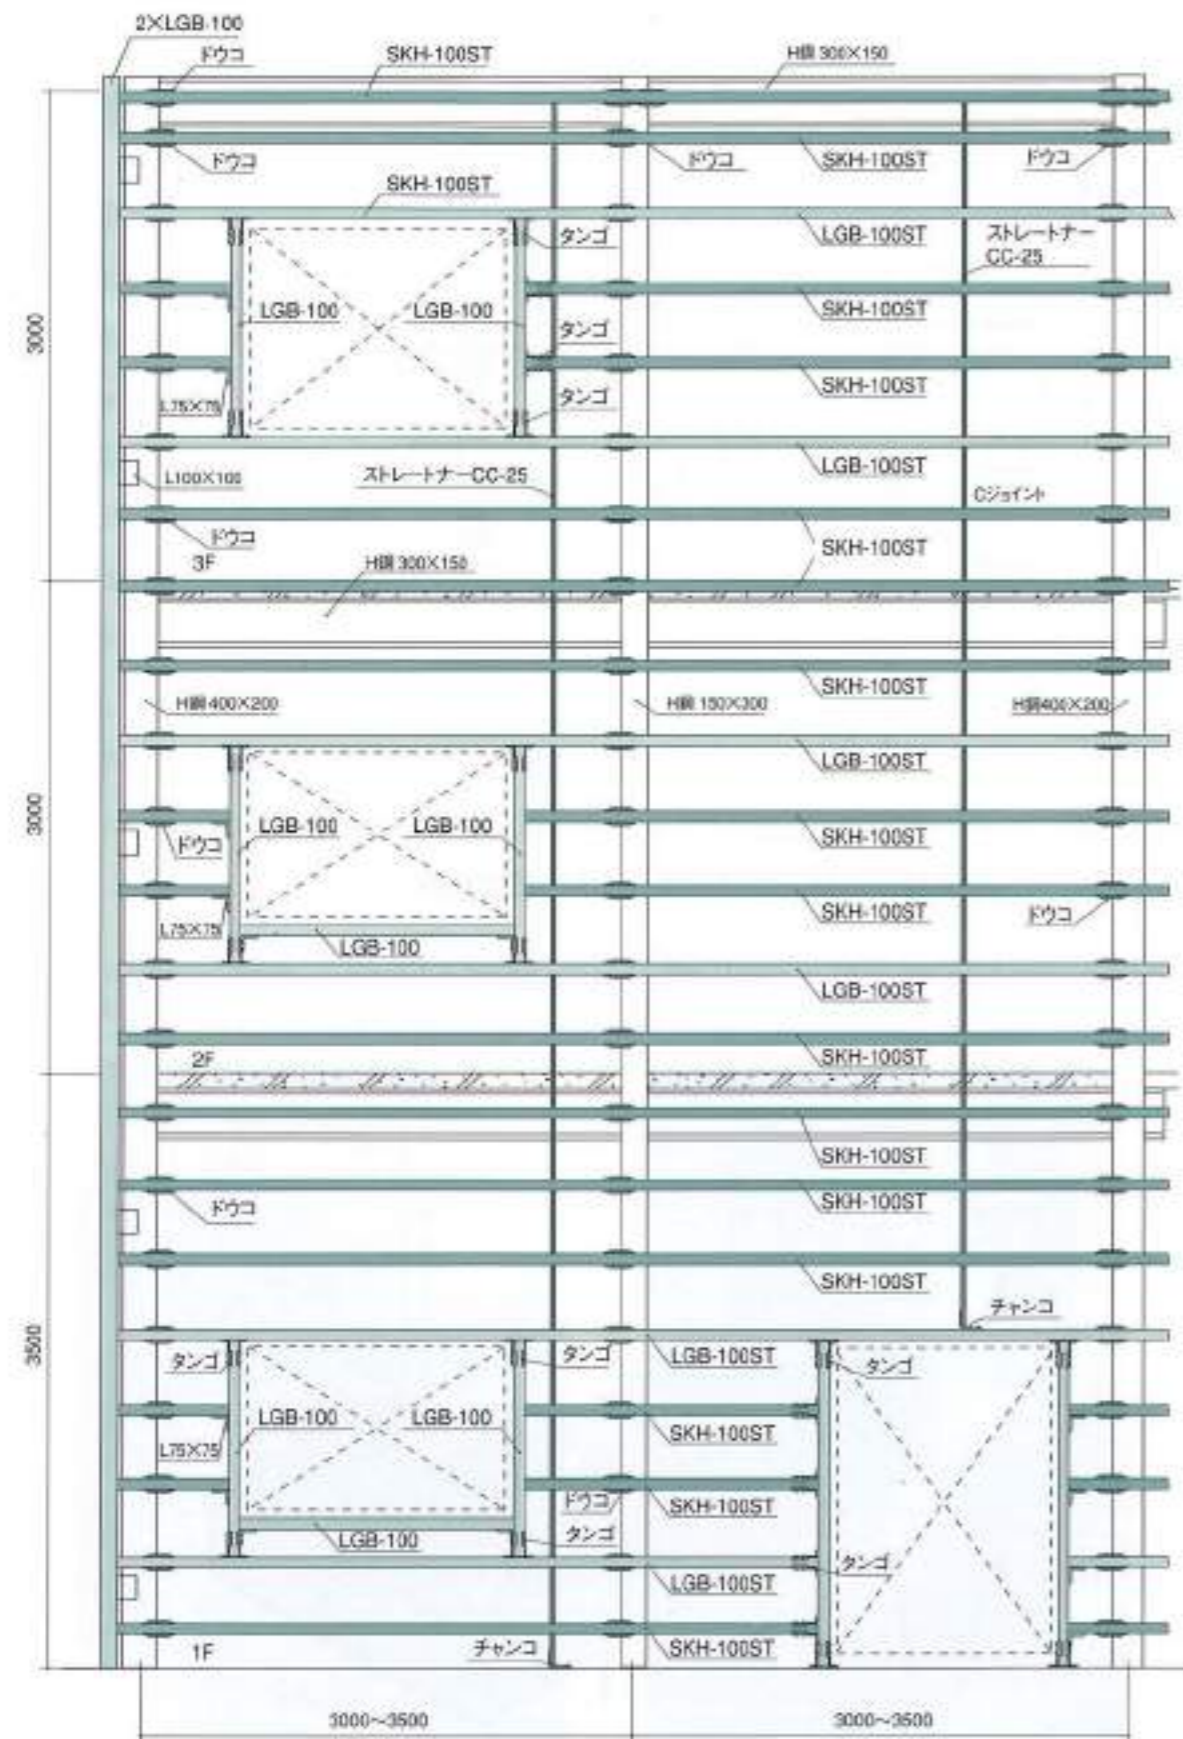 2×LGB-100
ドウコ
SKH-100ST
H鋼 300×150
ドウコ
ドウコ
SKH-100ST
ドウコ
SKH-100ST
タンゴ
LGB-100ST
ストレートナー
CC-25
LGB-100
LGB-100
SKH-100ST
タンゴ
3000
SKH-100ST
L75×75
タンゴ
LGB-100ST
L100×100
ストレートナーCC-25
Cジョイント
ドウコ
SKH-100ST
3F
H鋼 300×150
SKH-100ST
H鋼 400×200
H鋼 150×300
H鋼400×200
LGB-100ST
3000
LGB-100
LGB-100
SKH-100ST
ドウコ
SKH-100ST
ドウコ
L75×75
LGB-100
LGB-100ST
2F
SKH-100ST
SKH-100ST
SKH-100ST
ドウコ
SKH-100ST
チャンコ
3500
タンゴ
タンゴ
LGB-100ST
タンゴ
LGB-100
LGB-100
SKH-100ST
L75×75
ドウコ
SKH-100ST
LGB-100
タンゴ
タンゴ
LGB-100ST
1F
チャンコ
SKH-100ST
3000～3500
3000～3500